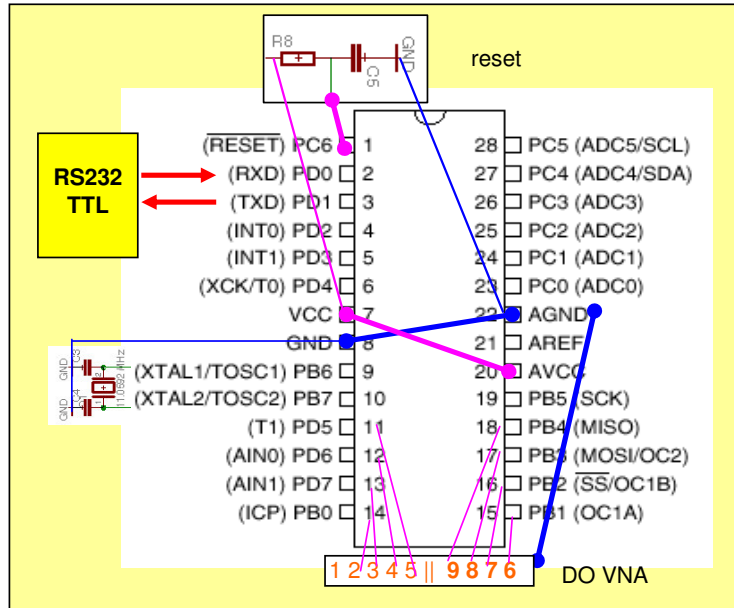 R8
C5
GND
reset
RS232
TTL
(RESET) PC6 1 28 PC5 (ADC5/SCL)
(RXD) PD0 2 27 PC4 (ADC4/SDA)
(TXD) PD1 3 26 PC3 (ADC3)
(INT0) PD2 4 25 PC2 (ADC2)
(INT1) PD3 5 24 PC1 (ADC1)
(XCK/T0) PD4 6 23 PC0 (ADC0)
VCC 7 22 AGND
GND 8 21 AREF
(XTAL1/TOSC1) PB6 9 20 AVCC
(XTAL2/TOSC2) PB7 10 19 PB5 (SCK)
(T1) PD5 11 18 PB4 (MISO)
(AIN0) PD6 12 17 PB3 (MOSI/OC2)
(AIN1) PD7 13 16 PB2 (SS/OC1B)
(ICP) PB0 14 15 PB1 (OC1A)
GND
C3
GND
C4
11.0592 MHz
1 2 3 4 5 || 9 8 7 6
DO VNA